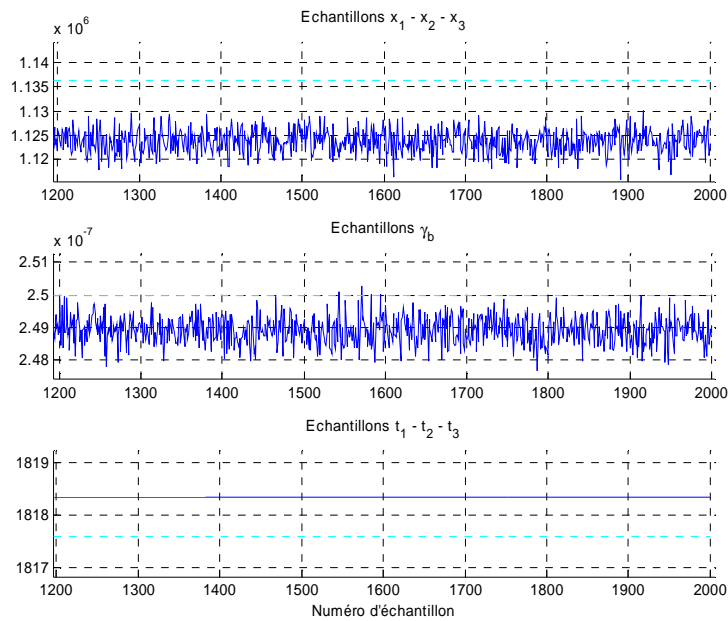 Echantillons x₁ - x₂ - x₃
x 10⁶
1.14
1.135
1.13
1.125
1.12
1200 1300 1400 1500 1600 1700 1800 1900 2000
Echantillons γb
x 10⁻⁷
2.51
2.5
2.49
2.48
1200 1300 1400 1500 1600 1700 1800 1900 2000
Echantillons t₁ - t₂ - t₃
1819
1818
1817
1200 1300 1400 1500 1600 1700 1800 1900 2000
Numéro d'échantillon